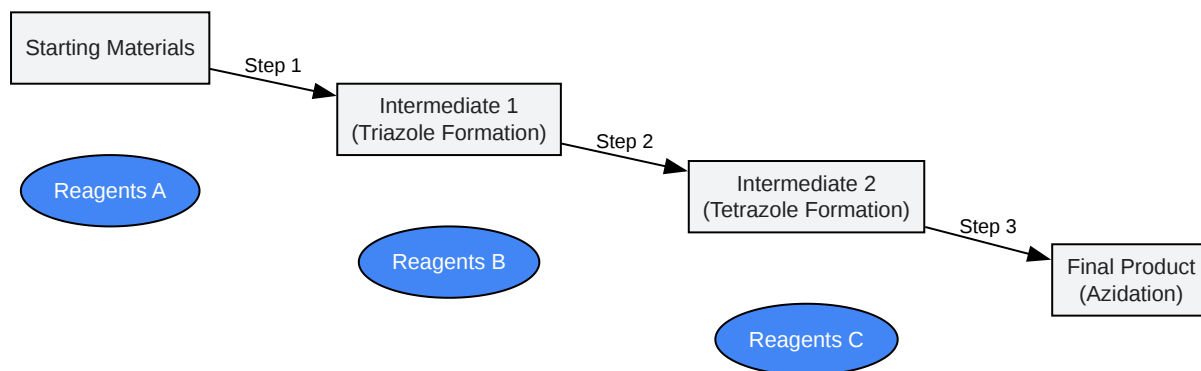 Starting Materials
Step 1
Intermediate 1
(Triazole Formation)
Step 2
Reagents A
Intermediate 2
(Tetrazole Formation)
Step 3
Reagents B
Final Product
(Azidation)
Reagents C